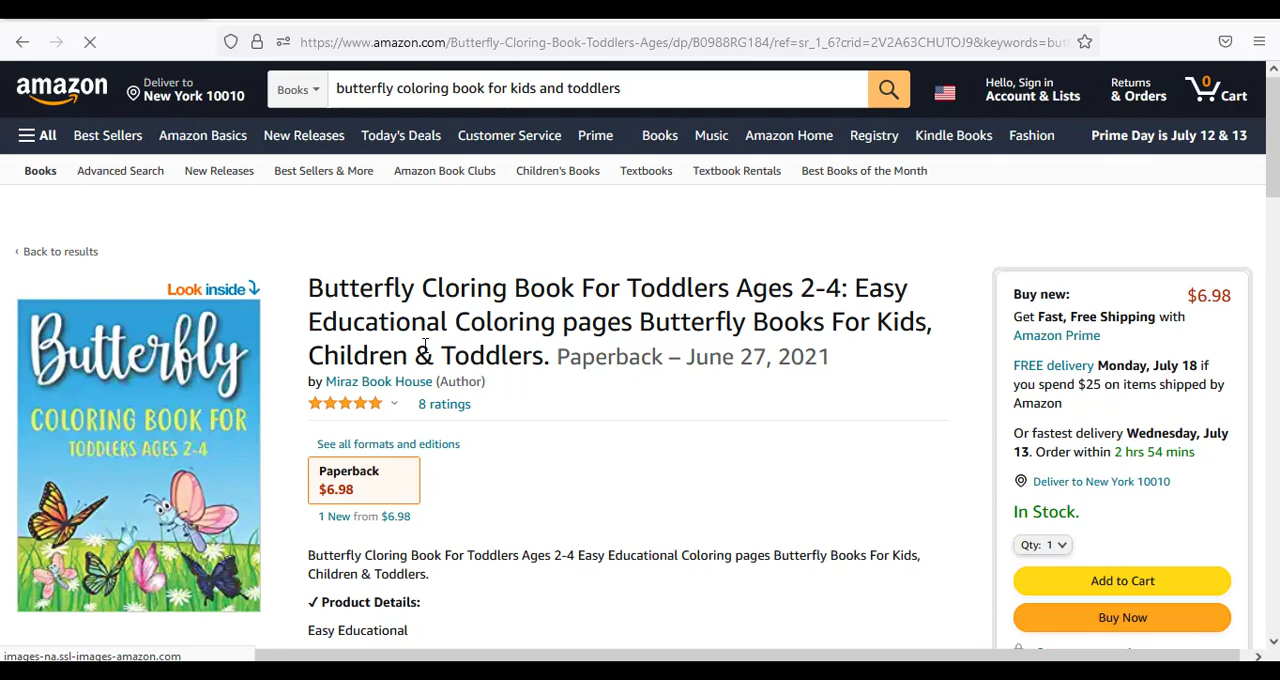 https://www.amazon.com/Butterfly-Cloring-Book-Toddlers-Ages/dp/B0988RG184/ref=sr_1_6?crid=2V2A63CHUTOJ9&keywords=but
amazon
Deliver to
New York 10010
Books
butterfly coloring book for kids and toddlers
Hello, Sign in
Account & Lists
Returns
& Orders
0
Cart
All Best Sellers Amazon Basics New Releases Today's Deals Customer Service Prime Books Music Amazon Home Registry Kindle Books Fashion Prime Day is July 12 & 13
Books Advanced Search New Releases Best Sellers & More Amazon Book Clubs Children's Books Textbooks Textbook Rentals Best Books of the Month
‹ Back to results
Look inside
Butterfly
COLORING BOOK FOR
TODDLERS AGES 2-4
Butterfly Cloring Book For Toddlers Ages 2-4: Easy
Educational Coloring pages Butterfly Books For Kids,
Children & Toddlers. Paperback – June 27, 2021
by Miraz Book House (Author)
8 ratings
See all formats and editions
Paperback
$6.98
1 New from $6.98
Butterfly Cloring Book For Toddlers Ages 2-4 Easy Educational Coloring pages Butterfly Books For Kids,
Children & Toddlers.
✓ Product Details:
Easy Educational
Buy new: $6.98
Get Fast, Free Shipping with
Amazon Prime
FREE delivery Monday, July 18 if
you spend $25 on items shipped by
Amazon
Or fastest delivery Wednesday, July
13. Order within 2 hrs 54 mins
Deliver to New York 10010
In Stock.
Qty: 1
Add to Cart
Buy Now
images-na.ssl-images-amazon.com